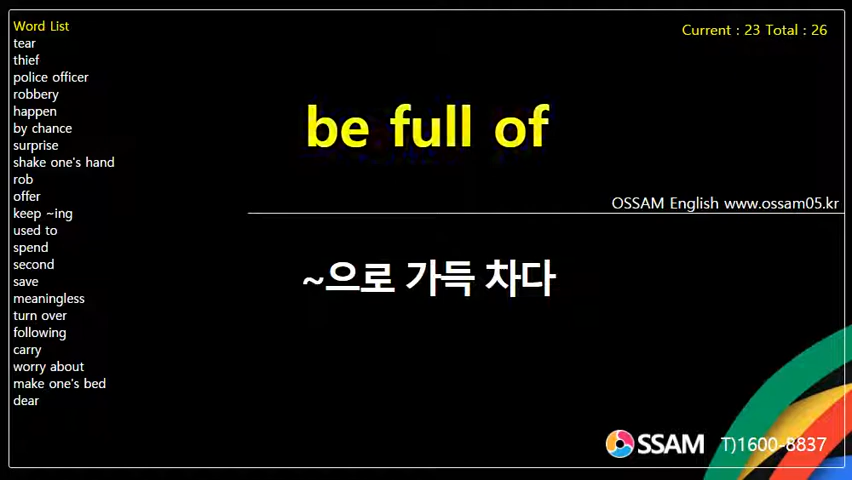 Word List
tear
thief
police officer
robbery
happen
by chance
surprise
shake one's hand
rob
offer
keep ~ing
used to
spend
second
save
meaningless
turn over
following
carry
worry about
make one's bed
dear
Current : 23 Total : 26
be full of
OSSAM English www.ossam05.kr
~으로 가득 차다
OSSAM T)1600-8837